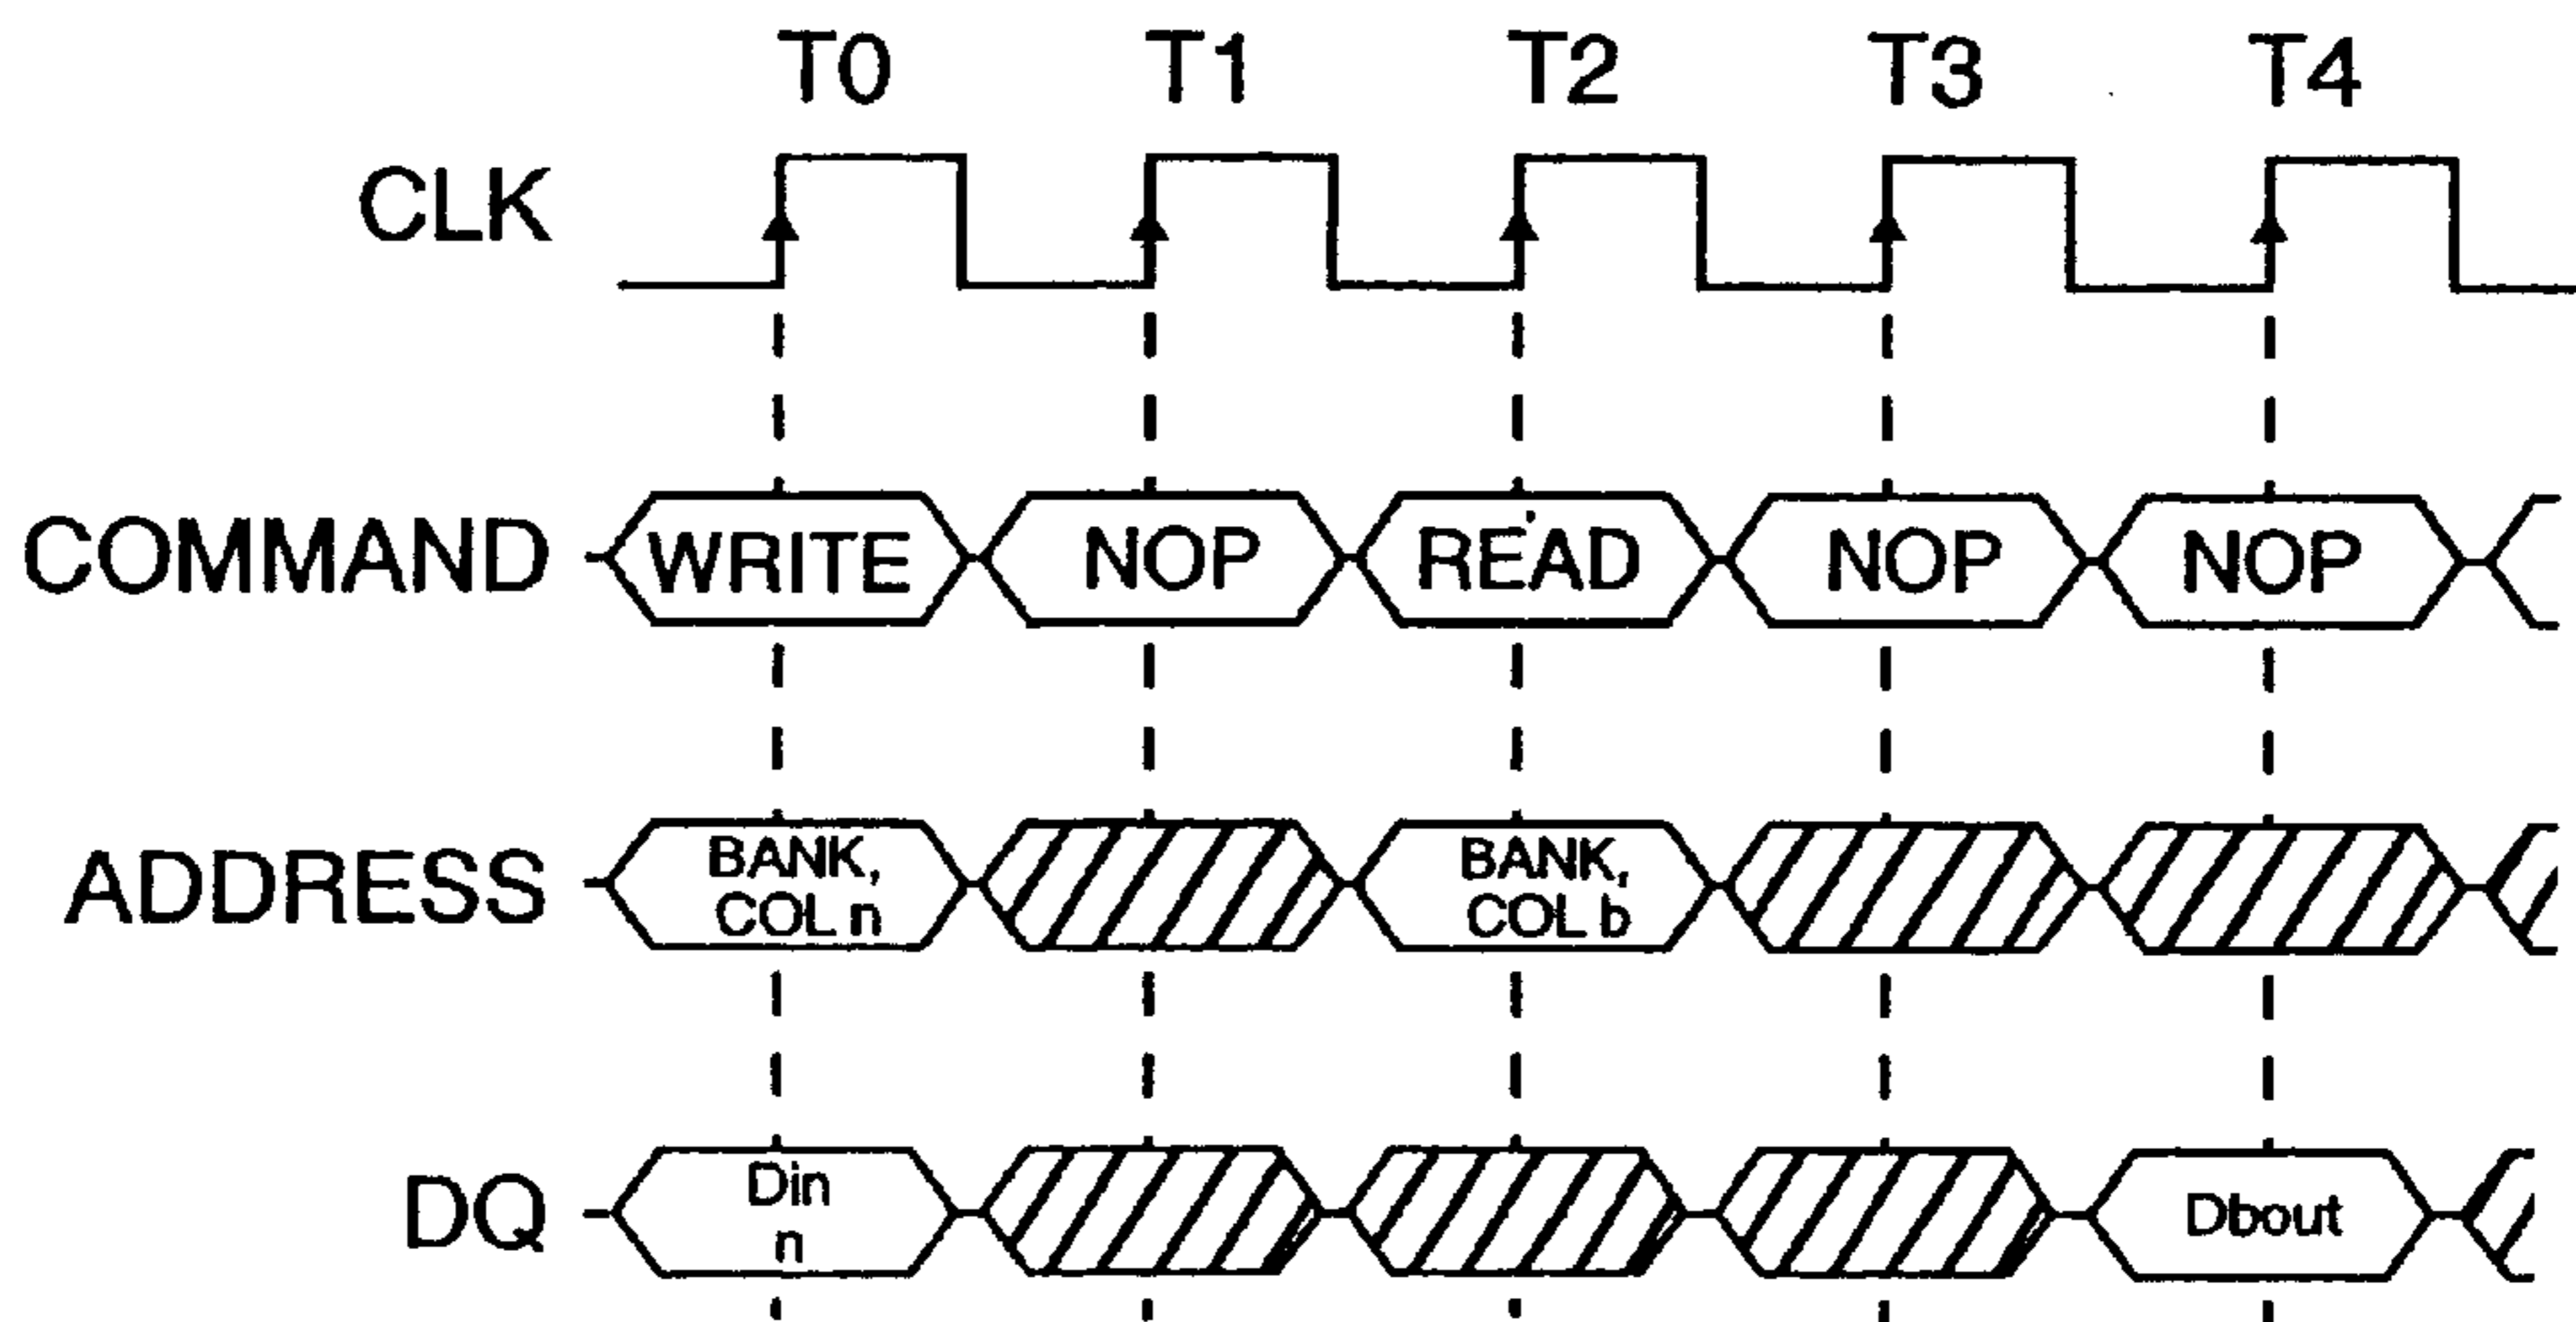 T0 T1 T2 T3 T4
CLK
COMMAND WRITE NOP READ NOP NOP
ADDRESS BANK, COL n BANK, COL b
DQ Din n Dbout